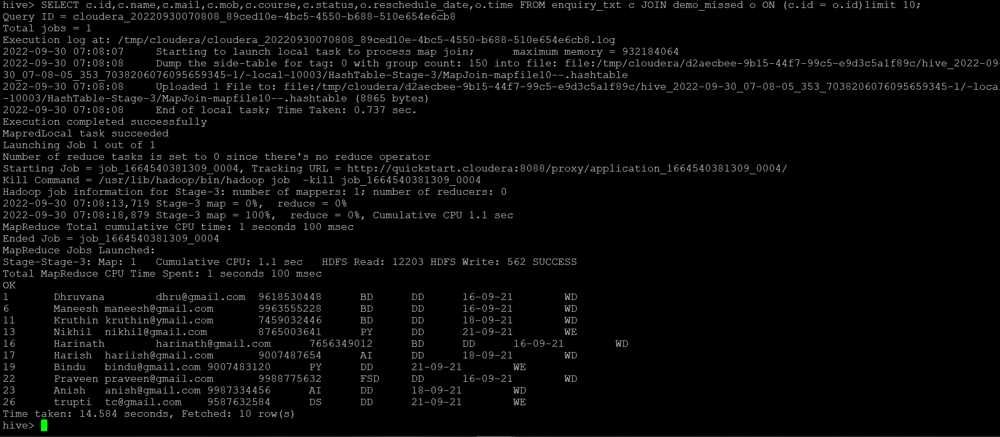 hive> SELECT c.id,c.name,c.mail,c.mob,c.course,c.status,o.reschedule_date,o.time FROM enquiry_txt c JOIN demo_missed o ON (c.id = o.id)limit 10;
Query ID = cloudera_20220930070808_89ced10e-4bc5-4550-b688-510e654e6cb8
Total jobs = 1
Execution log at: /tmp/cloudera/cloudera_20220930070808_89ced10e-4bc5-4550-b688-510e654e6cb8.log
2022-09-30 07:08:07     Starting to launch local task to process map join;      maximum memory = 932184064
2022-09-30 07:08:08     Dump the side-table for tag: 0 with group count: 150 into file: file:/tmp/cloudera/d2aecbee-9b15-44f7-99c5-e9d3c5a1f89c/hive_2022-09-
30_07-08-05_353_7038206076095659345-1/-local-10003/HashTable-Stage-3/MapJoin-mapfile10--.hashtable
2022-09-30 07:08:08     Uploaded 1 File to: file:/tmp/cloudera/d2aecbee-9b15-44f7-99c5-e9d3c5a1f89c/hive_2022-09-30_07-08-05_353_7038206076095659345-1/-local
-10003/HashTable-Stage-3/MapJoin-mapfile10--.hashtable (8865 bytes)
2022-09-30 07:08:08     End of local task; Time Taken: 0.737 sec.
Execution completed successfully
MapredLocal task succeeded
Launching Job 1 out of 1
Number of reduce tasks is set to 0 since there's no reduce operator
Starting Job = job_1664540381309_0004, Tracking URL = http://quickstart.cloudera:8088/proxy/application_1664540381309_0004/
Kill Command = /usr/lib/hadoop/bin/hadoop job  -kill job_1664540381309_0004
Hadoop job information for Stage-3: number of mappers: 1; number of reducers: 0
2022-09-30 07:08:13,719 Stage-3 map = 0%,  reduce = 0%
2022-09-30 07:08:18,879 Stage-3 map = 100%,  reduce = 0%, Cumulative CPU 1.1 sec
MapReduce Total cumulative CPU time: 1 seconds 100 msec
Ended Job = job_1664540381309_0004
MapReduce Jobs Launched:
Stage-Stage-3: Map: 1   Cumulative CPU: 1.1 sec   HDFS Read: 12203 HDFS Write: 562 SUCCESS
Total MapReduce CPU Time Spent: 1 seconds 100 msec
OK
1       Dhruvana        dhru@gmail.com  9618530448      BD      DD      16-09-21        WD
6       Maneesh maneesh@gmail.com       9963555228      BD      DD      16-09-21        WD
11      Kruthin kruthin@ymail.com       7459032446      BD      DD      18-09-21        WD
13      Nikhil  nikhil@gmail.com        8765003641      PY      DD      21-09-21        WE
16      Harinath        harinath@gmail.com      7656349012      BD      DD      16-09-21        WD
17      Harish  hariish@gmail.com       9007487654      AI      DD      18-09-21        WD
19      Bindu   bindu@gmail.com 9007483120      PY      DD      21-09-21        WE
22      Praveen praveen@gmail.com       9988775632      FSD     DD      16-09-21        WD
23      Anish   anish@gmail.com 9987334456      AI      DD      18-09-21        WD
26      trupti  tc@gmail.com    9587632584      DS      DD      21-09-21        WE
Time taken: 14.584 seconds, Fetched: 10 row(s)
hive>